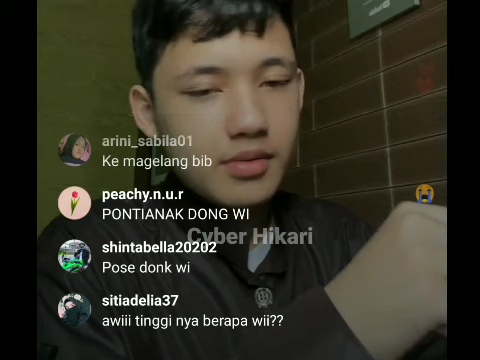 arini_sabila01
Ke magelang bib
peachy.n.u.r
PONTIANAK DONG WI
Cyber Hikari
shintabella20202
Pose donk wi
sitiadelia37
awiii tinggi nya berapa wii??